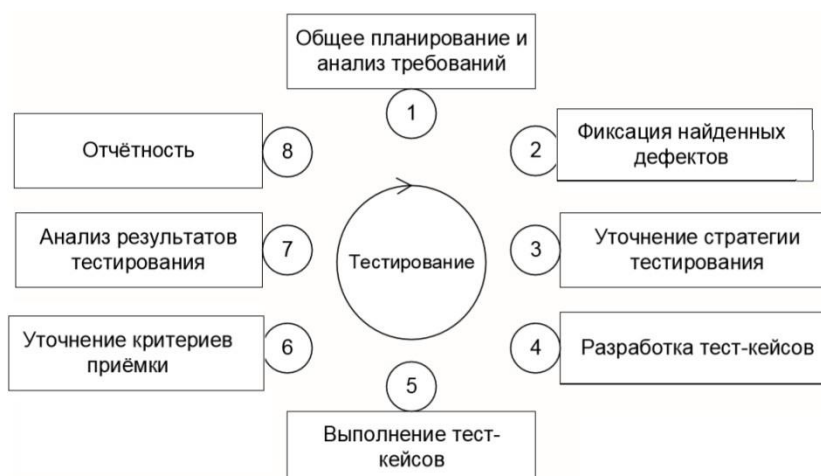 Общее планирование и
анализ требований
1
8
Отчётность
2
Фиксация найденных
дефектов
7
Анализ результатов
тестирования
Тестирование
3
Уточнение стратегии
тестирования
6
Уточнение критериев
приёмки
4
Разработка тест-кейсов
5
Выполнение тест-
кейсов